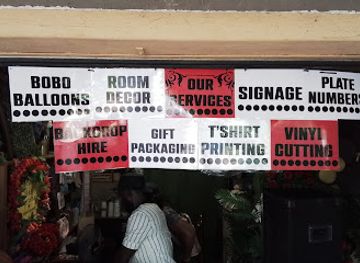 BOBO
BALLOONS
ROOM
DECOR
OUR
SERVICES
SIGNAGE
PLATE
NUMBERS
BACKDROP
HIRE
GIFT
PACKAGING
T'SHIRT
PRINTING
VINYL
CUTTING